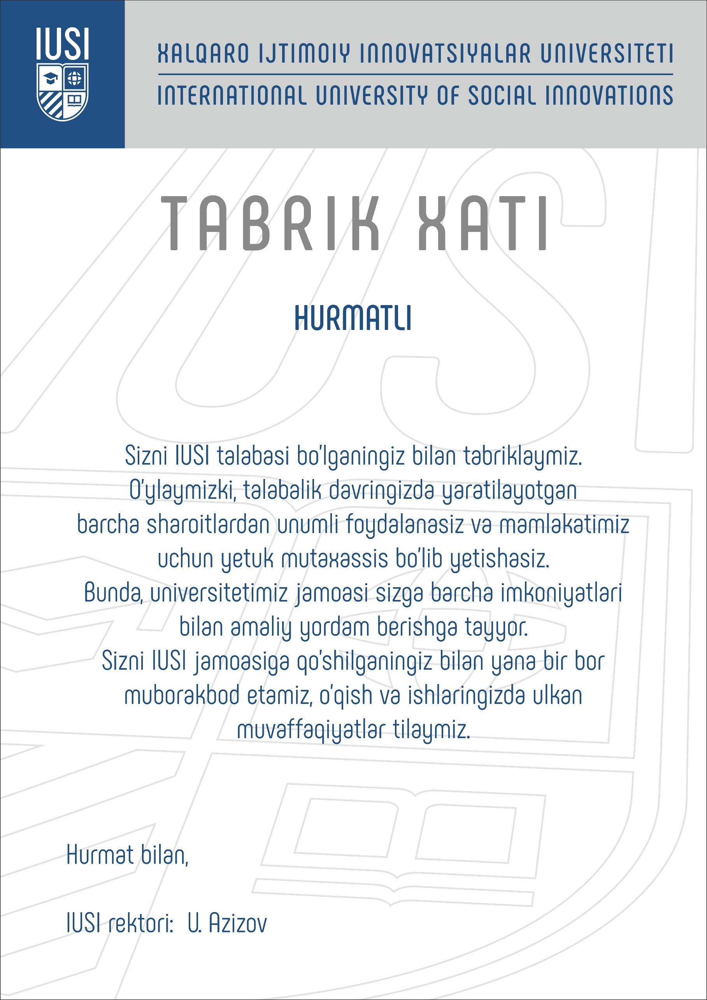 IUSI
XALQARO IJTIMOIY INNOVATSIYALAR UNIVERSITETI
INTERNATIONAL UNIVERSITY OF SOCIAL INNOVATIONS
TABRIK XATI
HURMATLI
Sizni IUSI talabasi bo'lganingiz bilan tabriklaymiz.
O'ylaymizki, talabalik davringizda yaratilayotgan
barcha sharoitlardan unumli foydalanasiz va mamlakatimiz
uchun yetuk mutaxassis bo'lib yetishasiz.
Bunda, universitetimiz jamoasi sizga barcha imkoniyatlari
bilan amaliy yordam berishga tayyor.
Sizni IUSI jamoasiga qo'shilganingiz bilan yana bir bor
muborakbod etamiz, o'qish va ishlaringizda ulkan
muvaffaqiyatlar tilaymiz.
Hurmat bilan,
IUSI rektori: U. Azizov